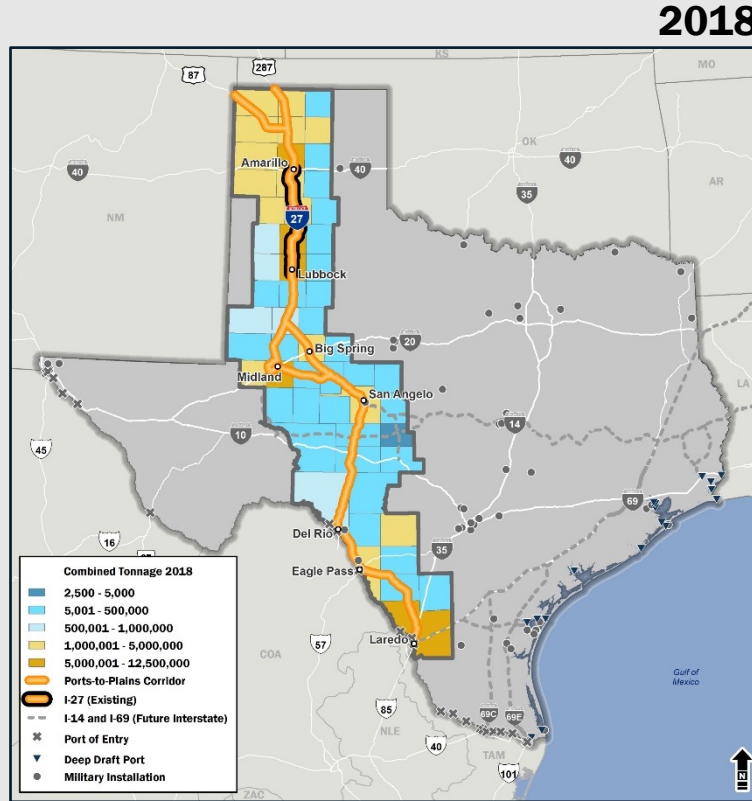 2018
KS
MO
87
287
Amarillo
40
40
OK
40
35
AR
NM
27
Lubbock
Big Spring
20
Midland
San Angelo
LA
10
14
45
69
16
Del Rio
35
Eagle Pass
Laredo
57
COA
85
NLE
69C
69E
40
TAM
101
ZAC
Gulf of
Mexico
Combined Tonnage 2018
2,500 - 5,000
5,001 - 500,000
500,001 - 1,000,000
1,000,001 - 5,000,000
5,000,001 - 12,500,000
Ports-to-Plains Corridor
I-27 (Existing)
I-14 and I-69 (Future Interstate)
Port of Entry
Deep Draft Port
Military Installation
N